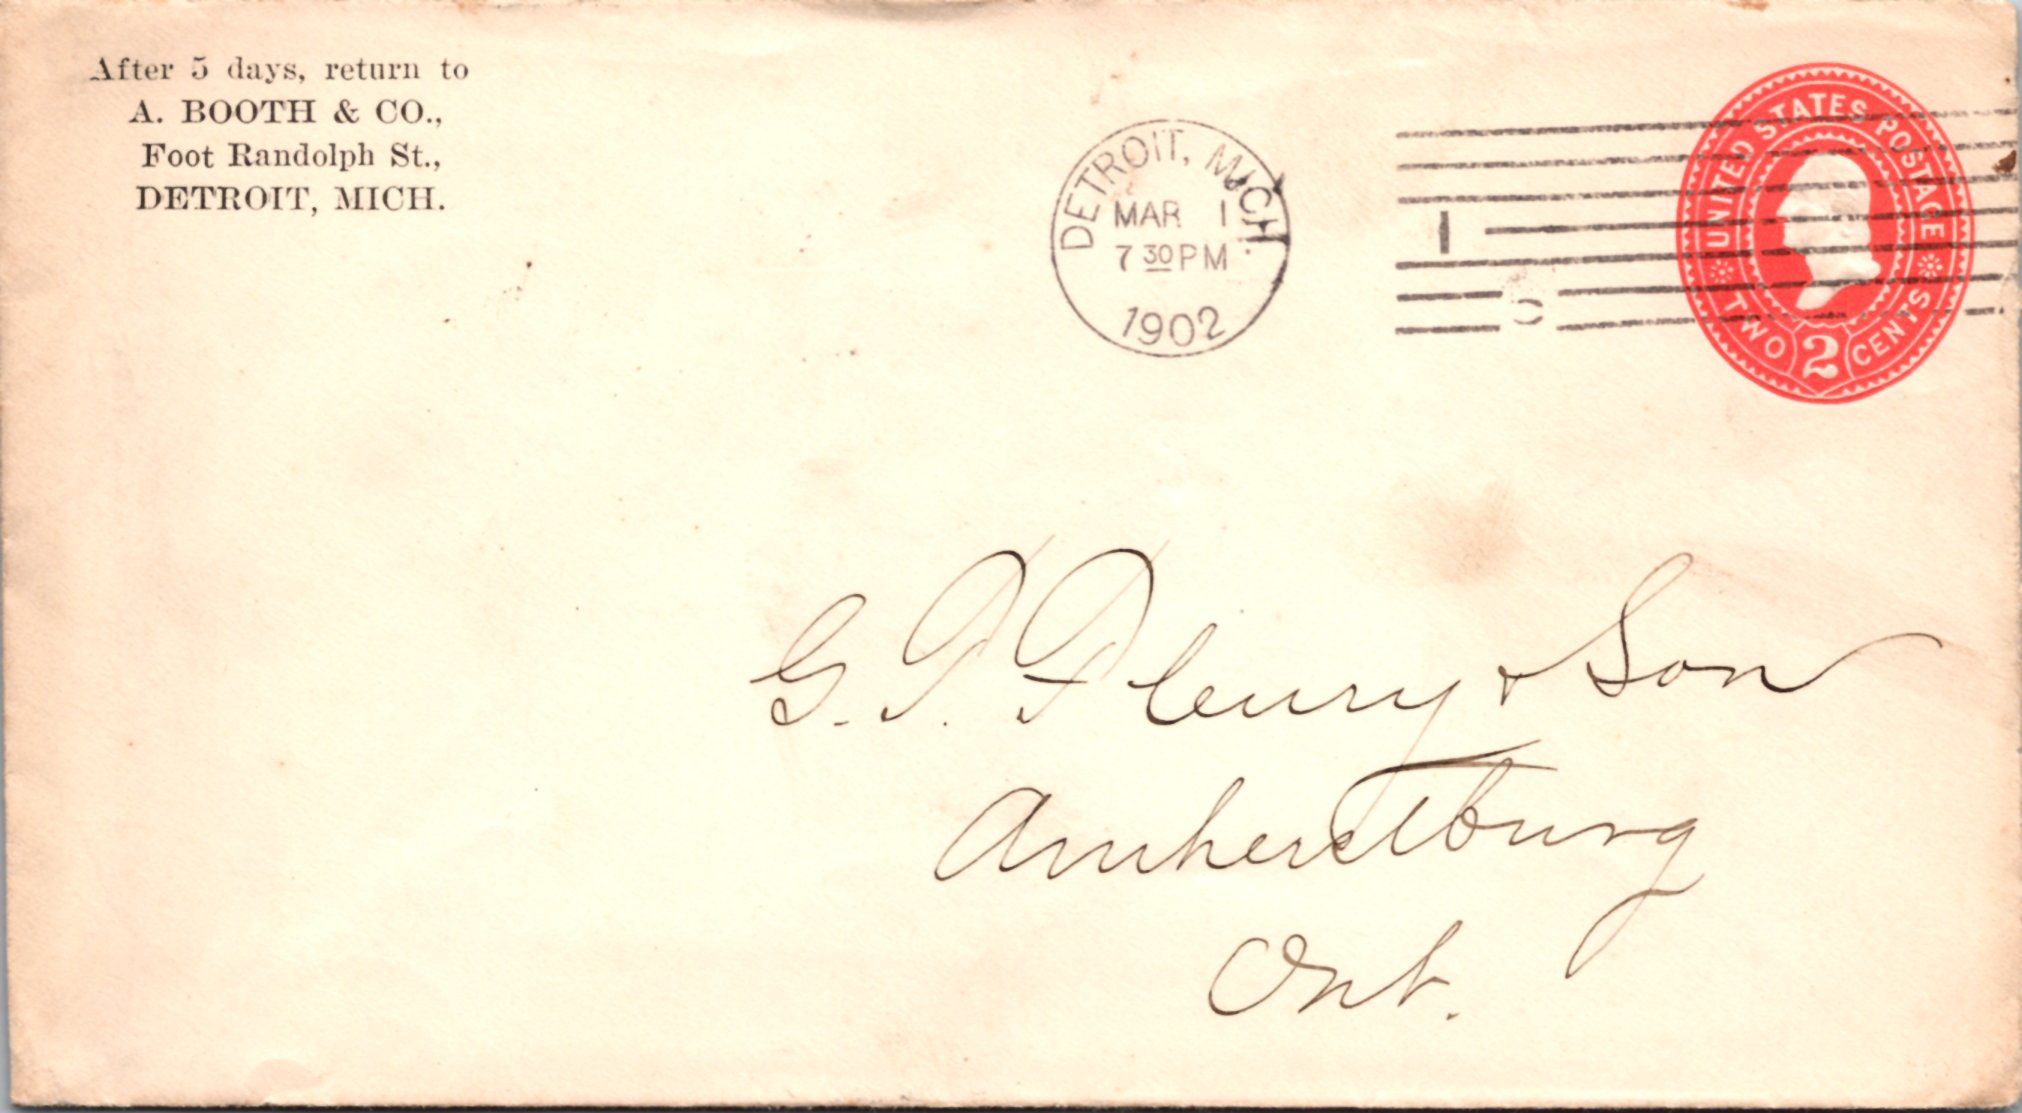 After 5 days, return to
A. BOOTH & CO.,
Foot Randolph St.,
DETROIT, MICH.
DETROIT, MICH.
MAR 1
7 30 PM
1902
1
UNITED STATES POSTAGE
TWO 2 CENTS
G. T. Fleury & Son
Amherstburg
Ont.